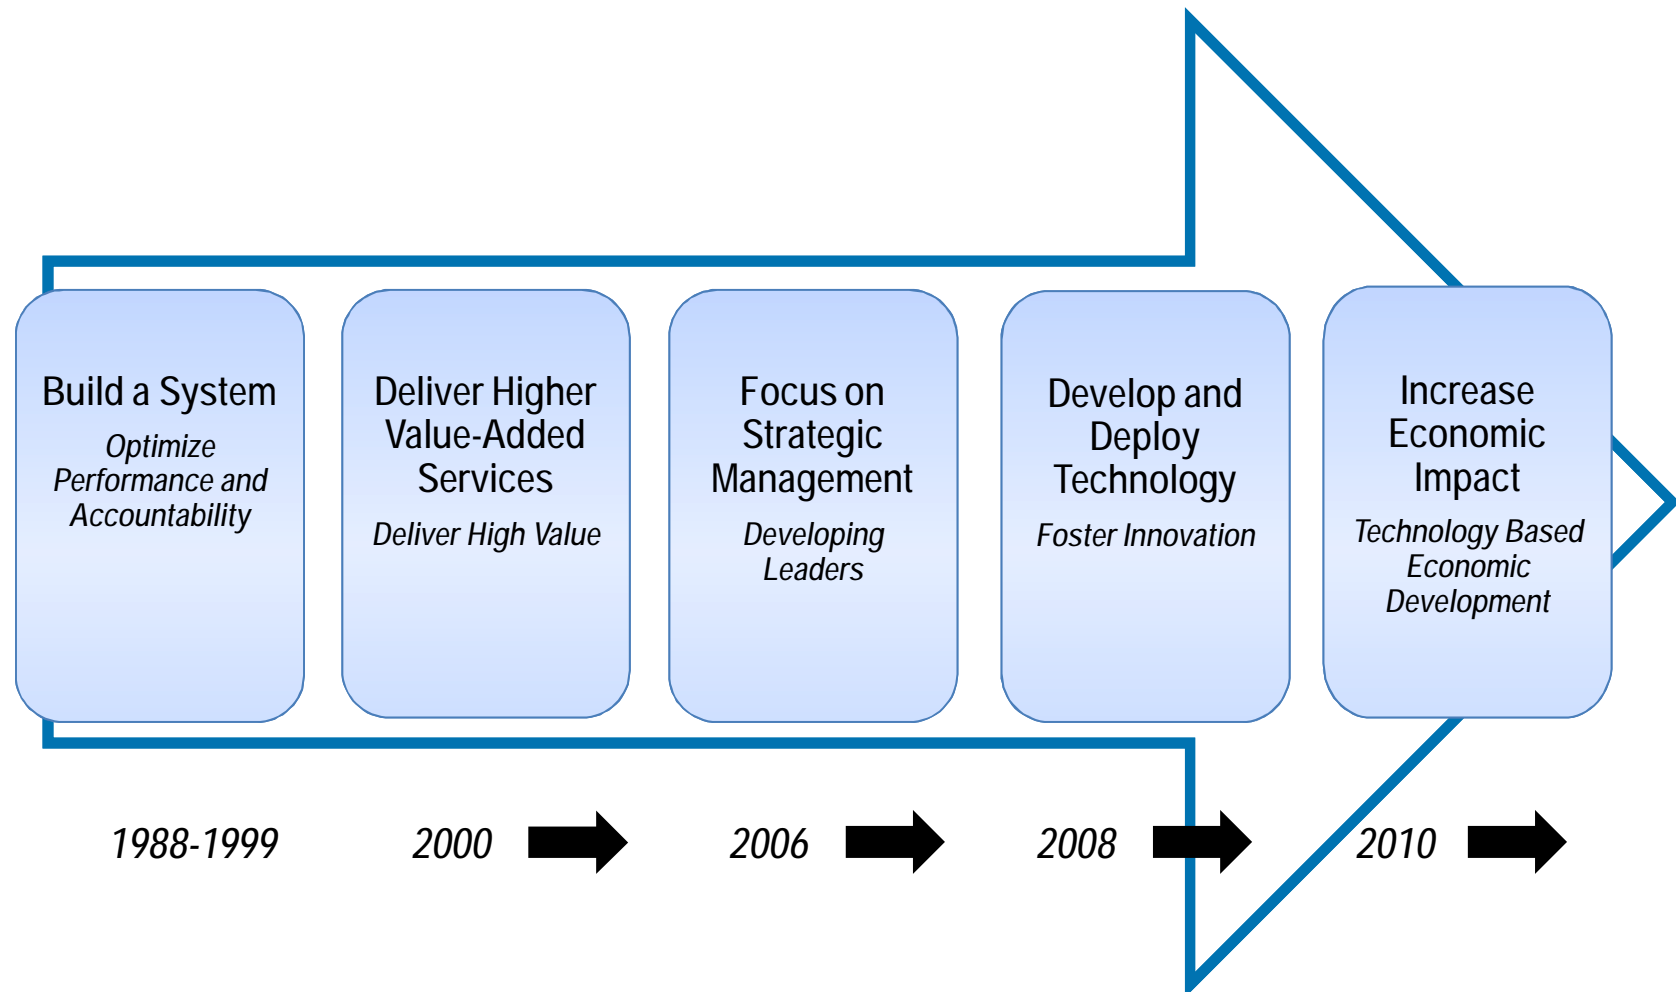 Build a System
Optimize
Performance and
Accountability
Deliver Higher
Value-Added
Services
Deliver High Value
Focus on
Strategic
Management
Developing
Leaders
Develop and
Deploy
Technology
Foster Innovation
Increase
Economic
Impact
Technology Based
Economic
Development
1988-1999
2000
2006
2008
2010